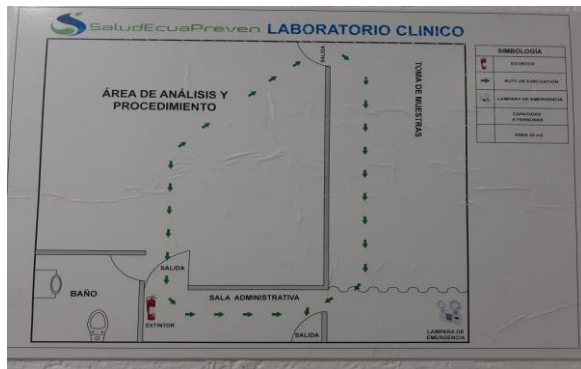 SaludEcuaPreven LABORATORIO CLINICO
SALIDA
ÁREA DE ANÁLISIS Y
PROCEDIMIENTO
TOMA DE MUESTRAS
SIMBOLOGÍA
EXTINTOR
RUTA DE EVACUACIÓN
LAMPARA DE EMERGENCIA
CAPACIDAD
PERSONAS
AREA
SALIDA
BAÑO
SALA ADMINISTRATIVA
EXTINTOR
SALIDA
LAMPARA DE
EMERGENCIA